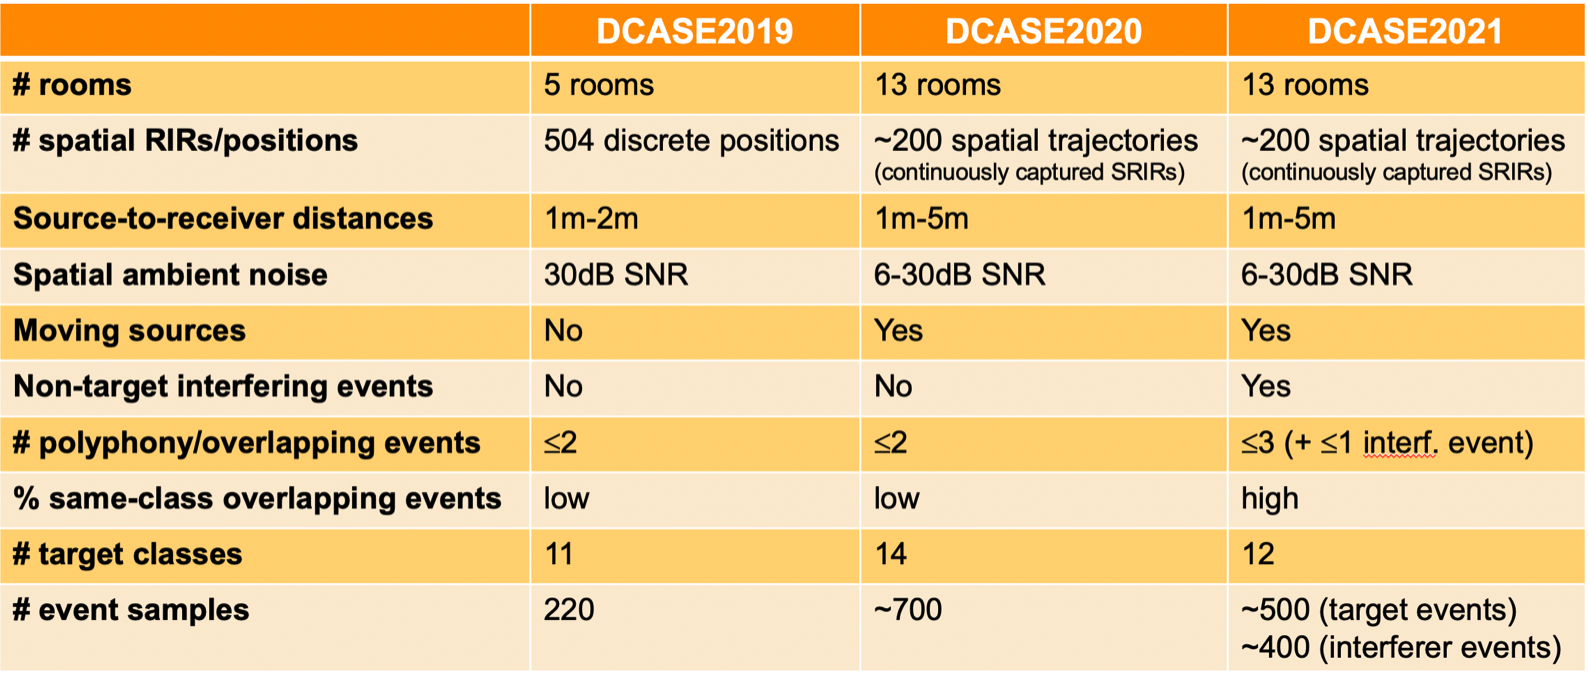 DCASE2019 DCASE2020 DCASE2021
# rooms 5 rooms 13 rooms 13 rooms
# spatial RIRs/positions 504 discrete positions ~200 spatial trajectories ~200 spatial trajectories
(continuously captured SRIRs) (continuously captured SRIRs)
Source-to-receiver distances 1m-2m 1m-5m 1m-5m
Spatial ambient noise 30dB SNR 6-30dB SNR 6-30dB SNR
Moving sources No Yes Yes
Non-target interfering events No No Yes
# polyphony/overlapping events ≤2 ≤2 ≤3 (+ ≤1 interf. event)
% same-class overlapping events low low high
# target classes 11 14 12
# event samples 220 ~700 ~500 (target events)
~400 (interferer events)